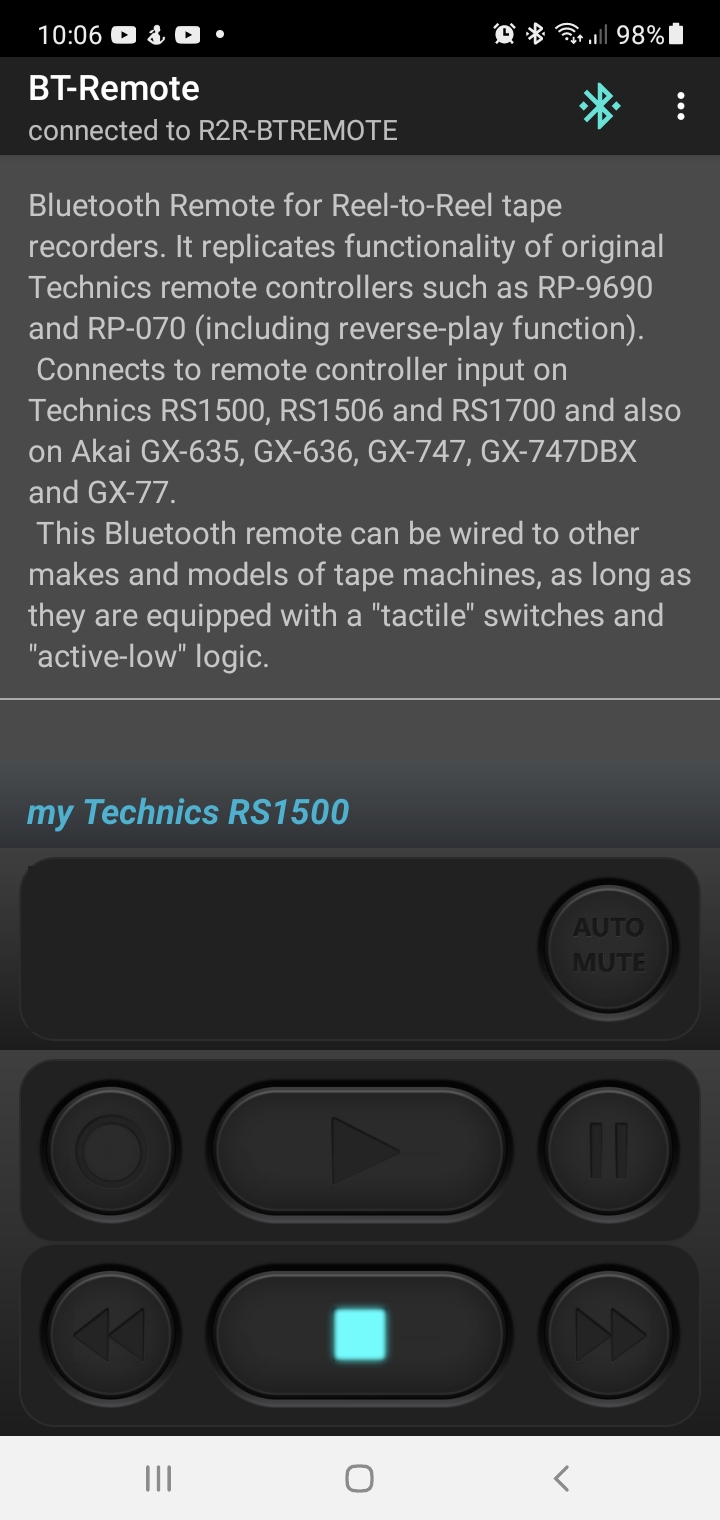 10:06
98%
BT-Remote
connected to R2R-BTREMOTE
Bluetooth Remote for Reel-to-Reel tape
recorders. It replicates functionality of original
Technics remote controllers such as RP-9690
and RP-070 (including reverse-play function).
Connects to remote controller input on
Technics RS1500, RS1506 and RS1700 and also
on Akai GX-635, GX-636, GX-747, GX-747DBX
and GX-77.
This Bluetooth remote can be wired to other
makes and models of tape machines, as long as
they are equipped with a "tactile" switches and
"active-low" logic.
my Technics RS1500
AUTO
MUTE